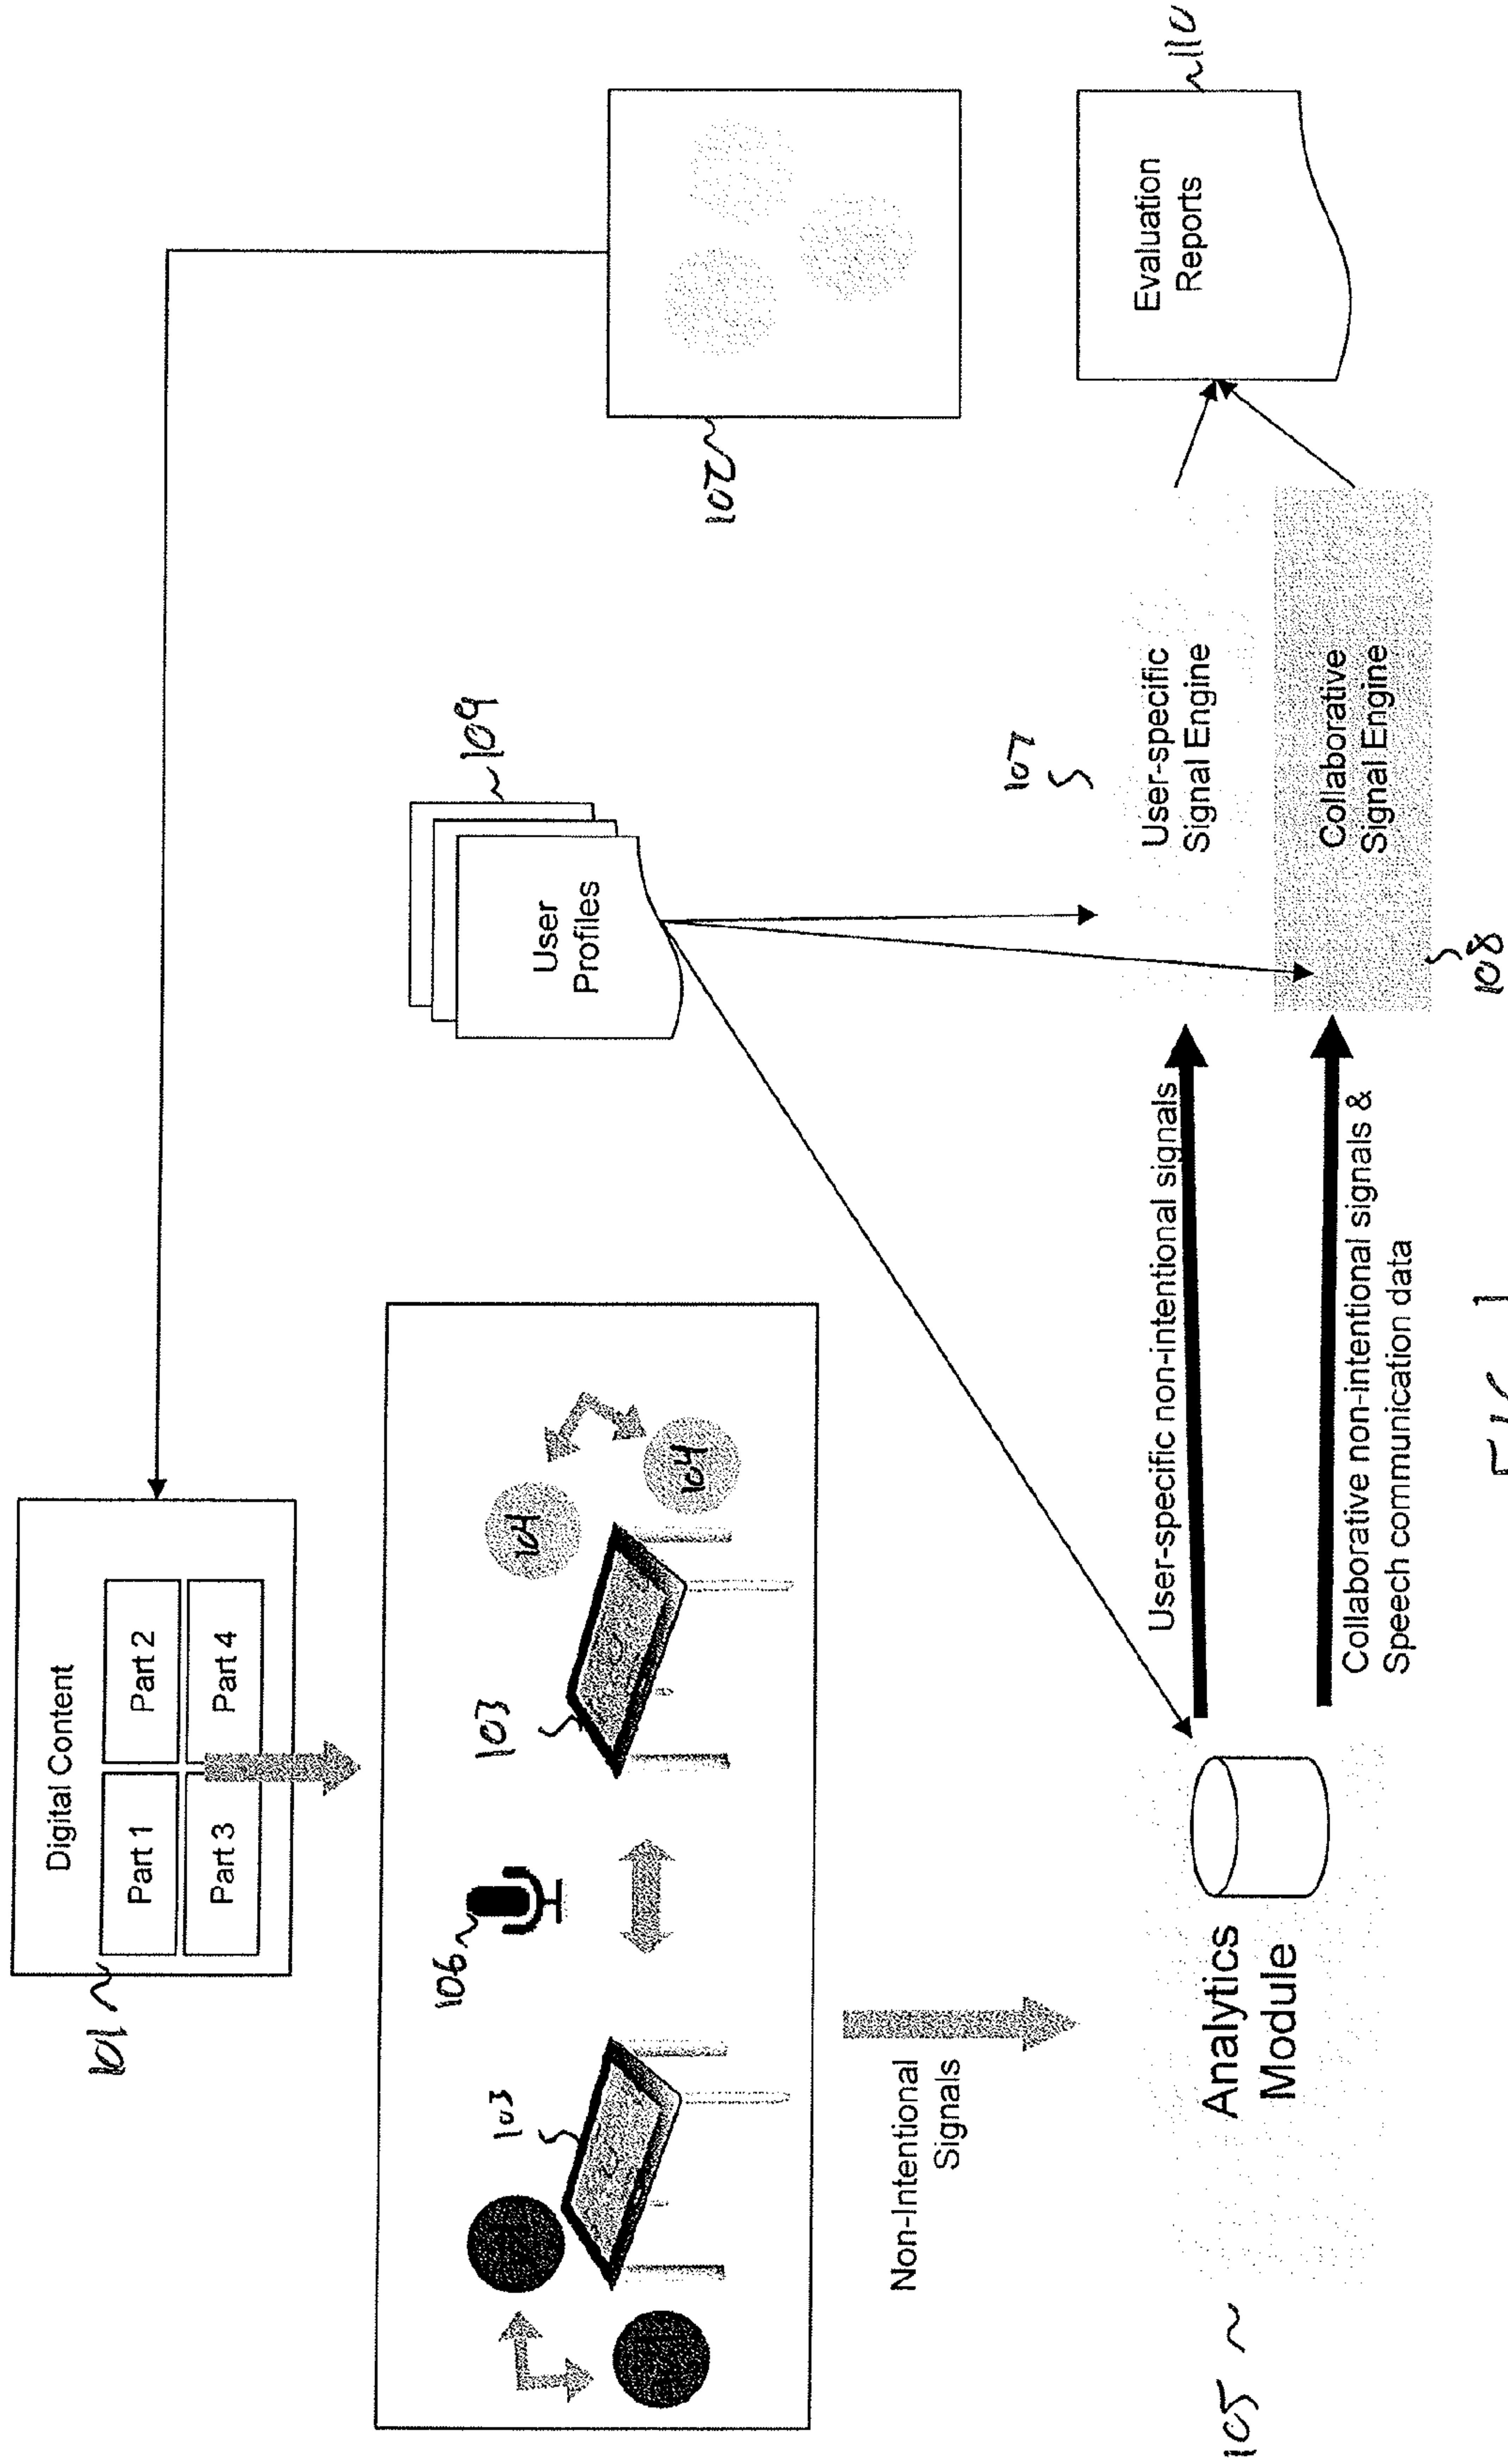 Digital Content
Part 1
Part 2
Part 3
Part 4
101
106
103
103
104
104
User
Profiles
109
102
Non-Intentional
Signals
105
Analytics
Module
User-specific non-intentional signals
Collaborative non-intentional signals &
Speech communication data
107
User-specific
Signal Engine
Collaborative
Signal Engine
108
Evaluation
Reports
110